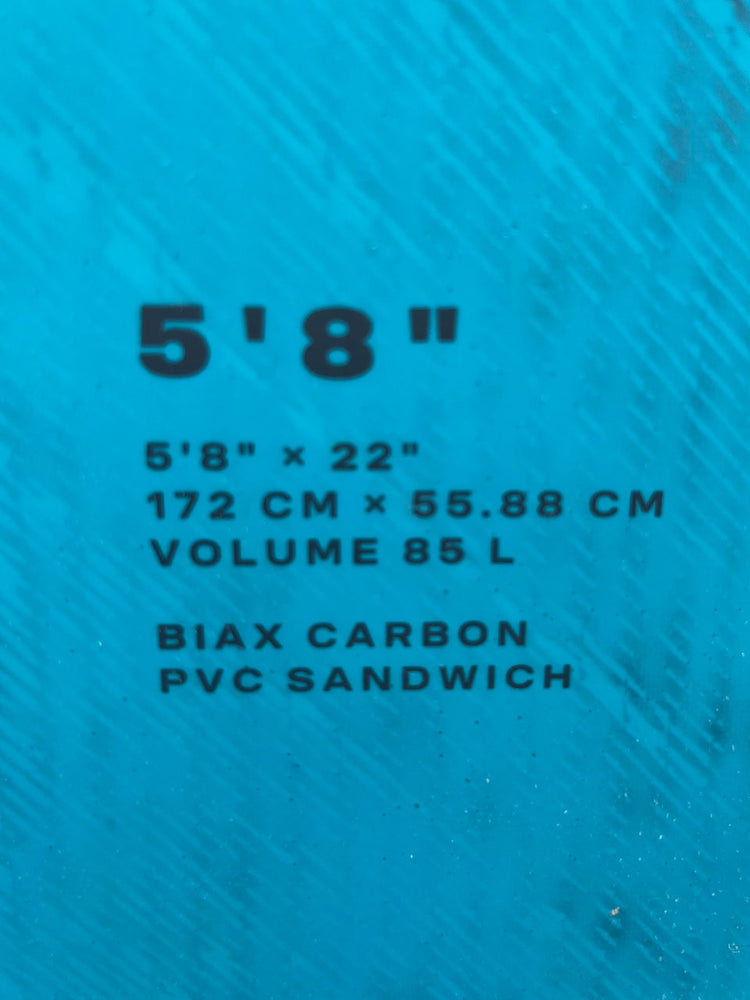 5'8"
5'8" × 22"
172 CM × 55.88 CM
VOLUME 85 L
BIAX CARBON
PVC SANDWICH